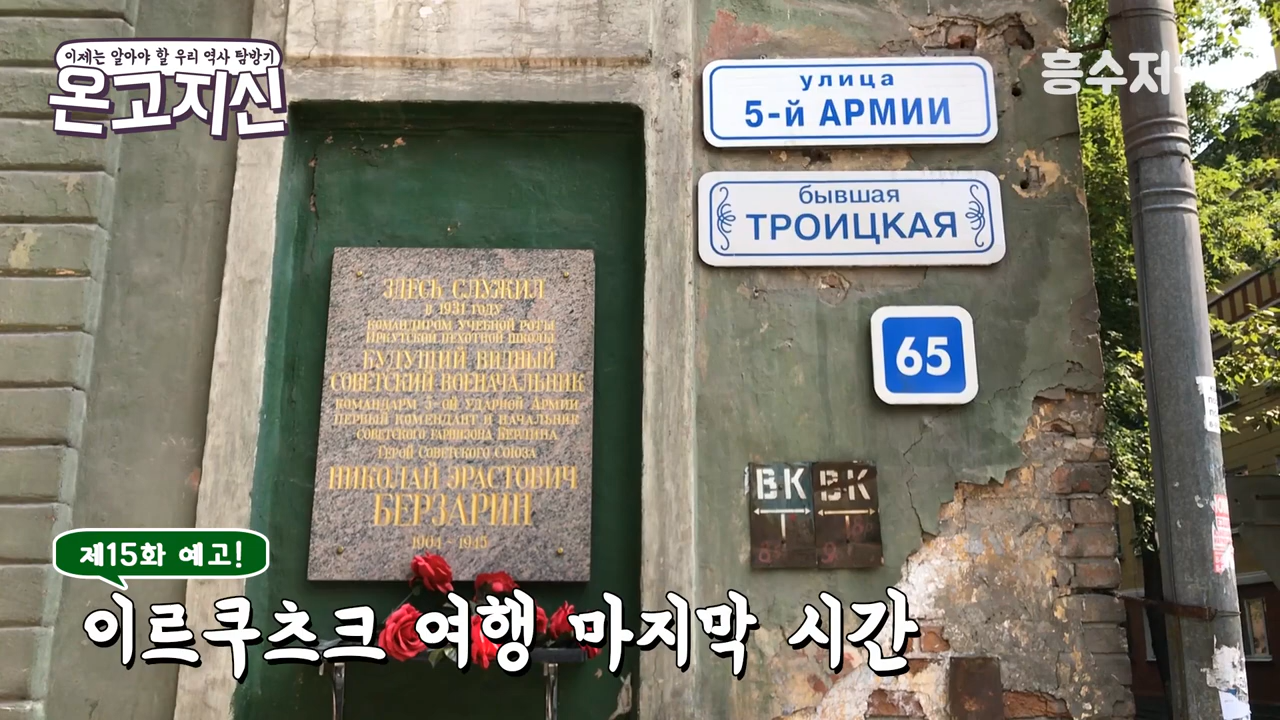 이제는 알아야 할 우리 역사 탐방기
온고지신
흥수저
улица
5-й АРМИИ
бывшая
ТРОИЦКАЯ
65
ЗДЕСЬ СЛУЖИЛ
в 1931 году
командиром учебной роты
Иркутской пехотной школы
БУДУЩИЙ ВИДНЫЙ
СОВЕТСКИЙ ВОЕНАЧАЛЬНИК
командарм 5-ой ударной Армии
первый комендант и начальник
советского гарнизона Берлина
Герой Советского Союза
НИКОЛАЙ ЭРАСТОВИЧ
БЕРЗАРИН
1904 - 1945
ВК ВК
제15화 예고!
이르쿠츠크 여행 마지막 시간